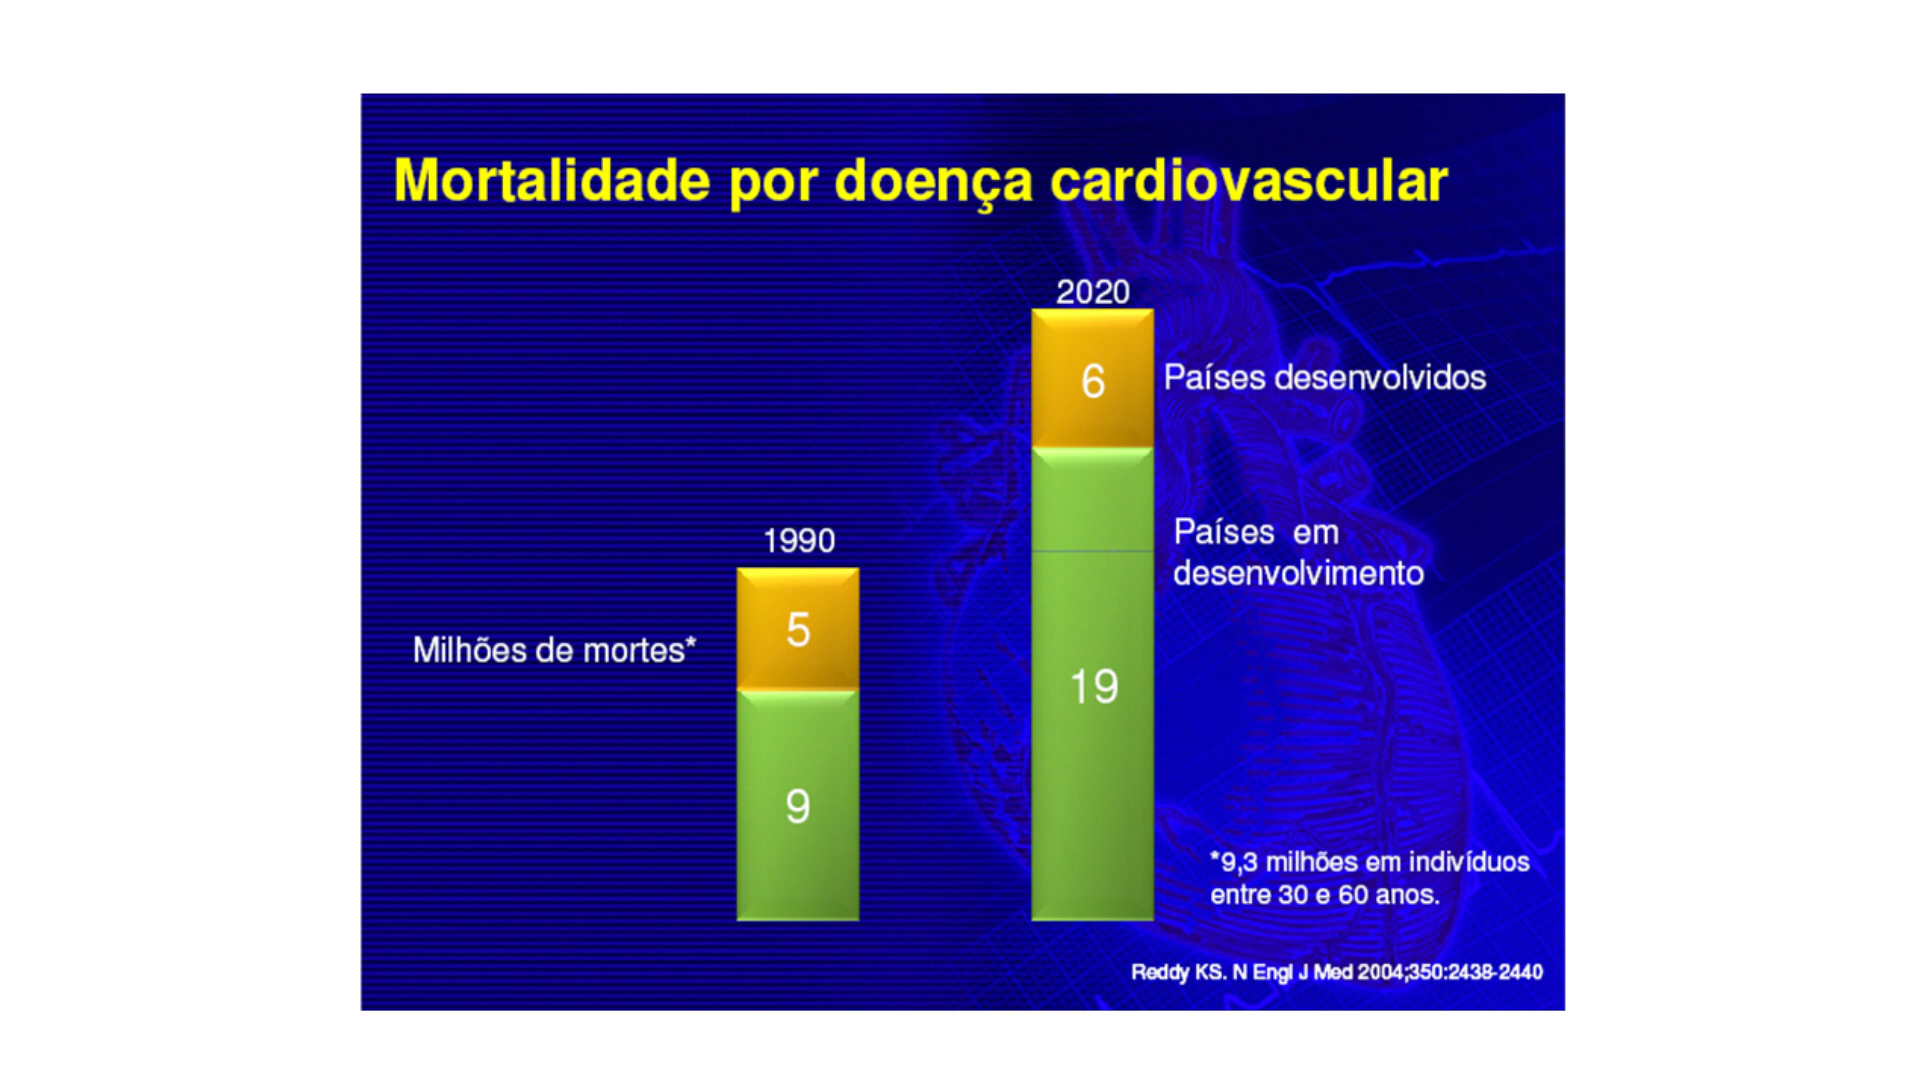 Mortalidade por doença cardiovascular
2020
6
Países desenvolvidos
Países em
desenvolvimento
19
1990
5
Milhões de mortes*
9
*9,3 milhões em indivíduos
entre 30 e 60 anos.
Reddy KS. N Engl J Med 2004;350:2438-2440